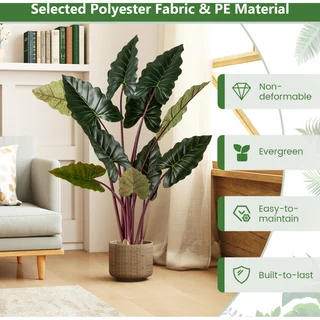 Selected Polyester Fabric & PE Material
Non-
deformable
Evergreen
Easy-to-
maintain
Built-to-last